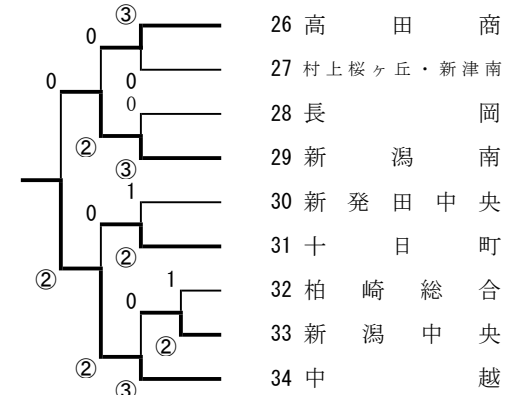 ③
0
26 高田商
27 村上桜ヶ丘・新津南
0
0
0
28 長岡
②
29 新潟南
③
1
30 新発田中央
0
31 十日町
②
②
1
32 柏崎総合
0
33 新潟中央
②
②
34 中越
③